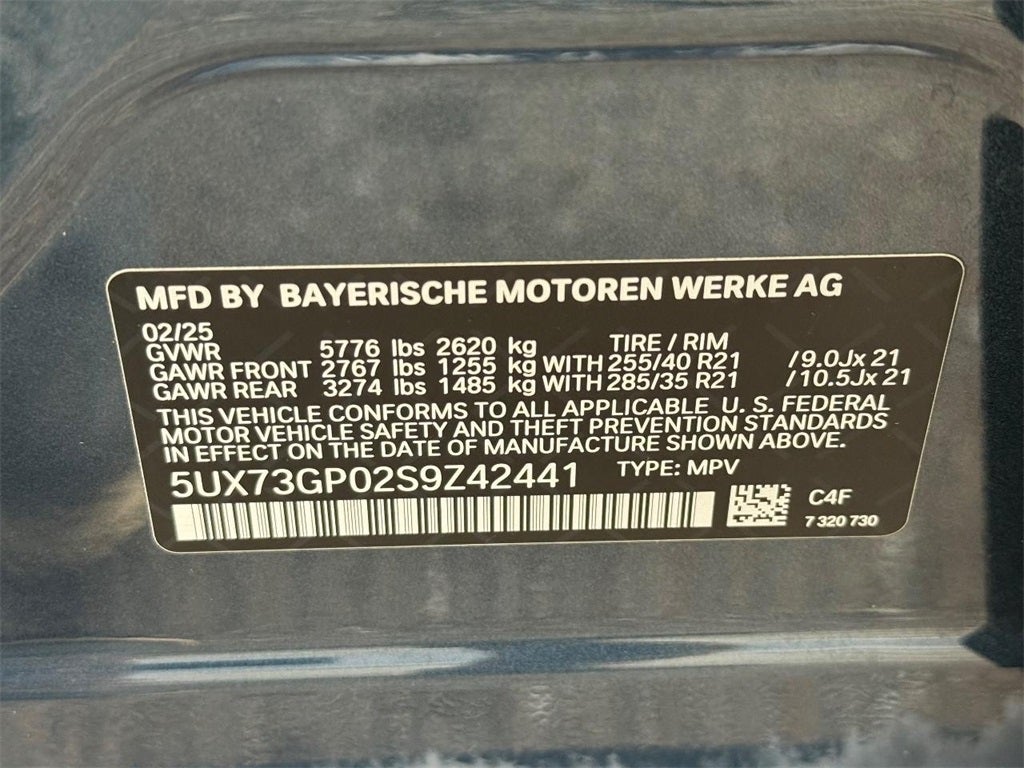 MFD BY BAYERISCHE MOTOREN WERKE AG
02/25 TIRE / RIM
GVWR 5776 lbs 2620 kg
GAWR FRONT 2767 lbs 1255 kg WITH 255/40 R21 /9.0Jx 21
GAWR REAR 3274 lbs 1485 kg WITH 285/35 R21 /10.5Jx 21
THIS VEHICLE CONFORMS TO ALL APPLICABLE U. S. FEDERAL
MOTOR VEHICLE SAFETY AND THEFT PREVENTION STANDARDS
IN EFFECT ON THE DATE OF MANUFACTURE SHOWN ABOVE.
5UX73GP02S9Z42441 TYPE: MPV
C4F
7 320 730